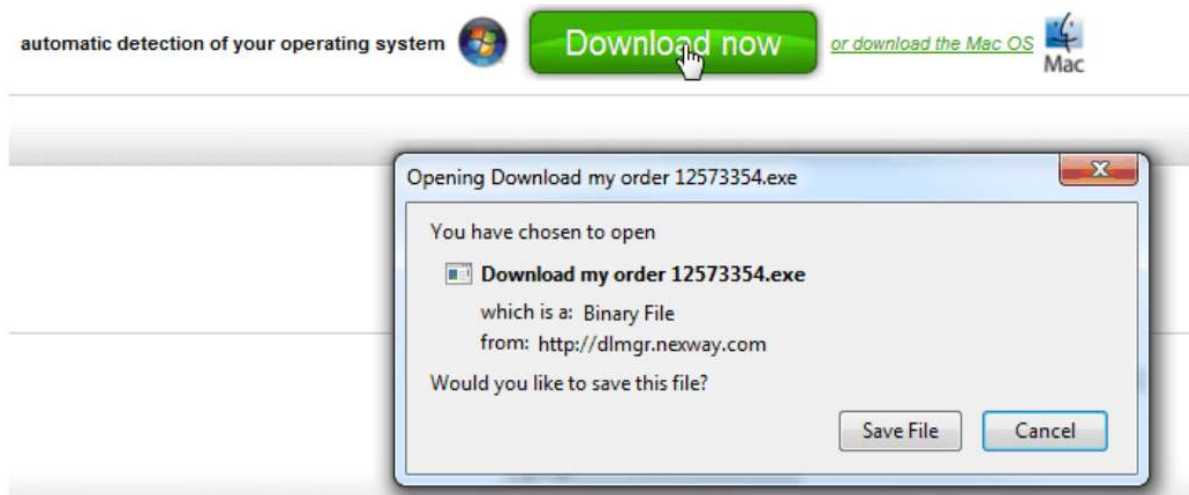 automatic detection of your operating system Download now or download the Mac OS
Mac
Opening Download my order 12573354.exe
You have chosen to open
Download my order 12573354.exe
which is a: Binary File
from: http://dlmgr.nexway.com
Would you like to save this file?
Save File Cancel